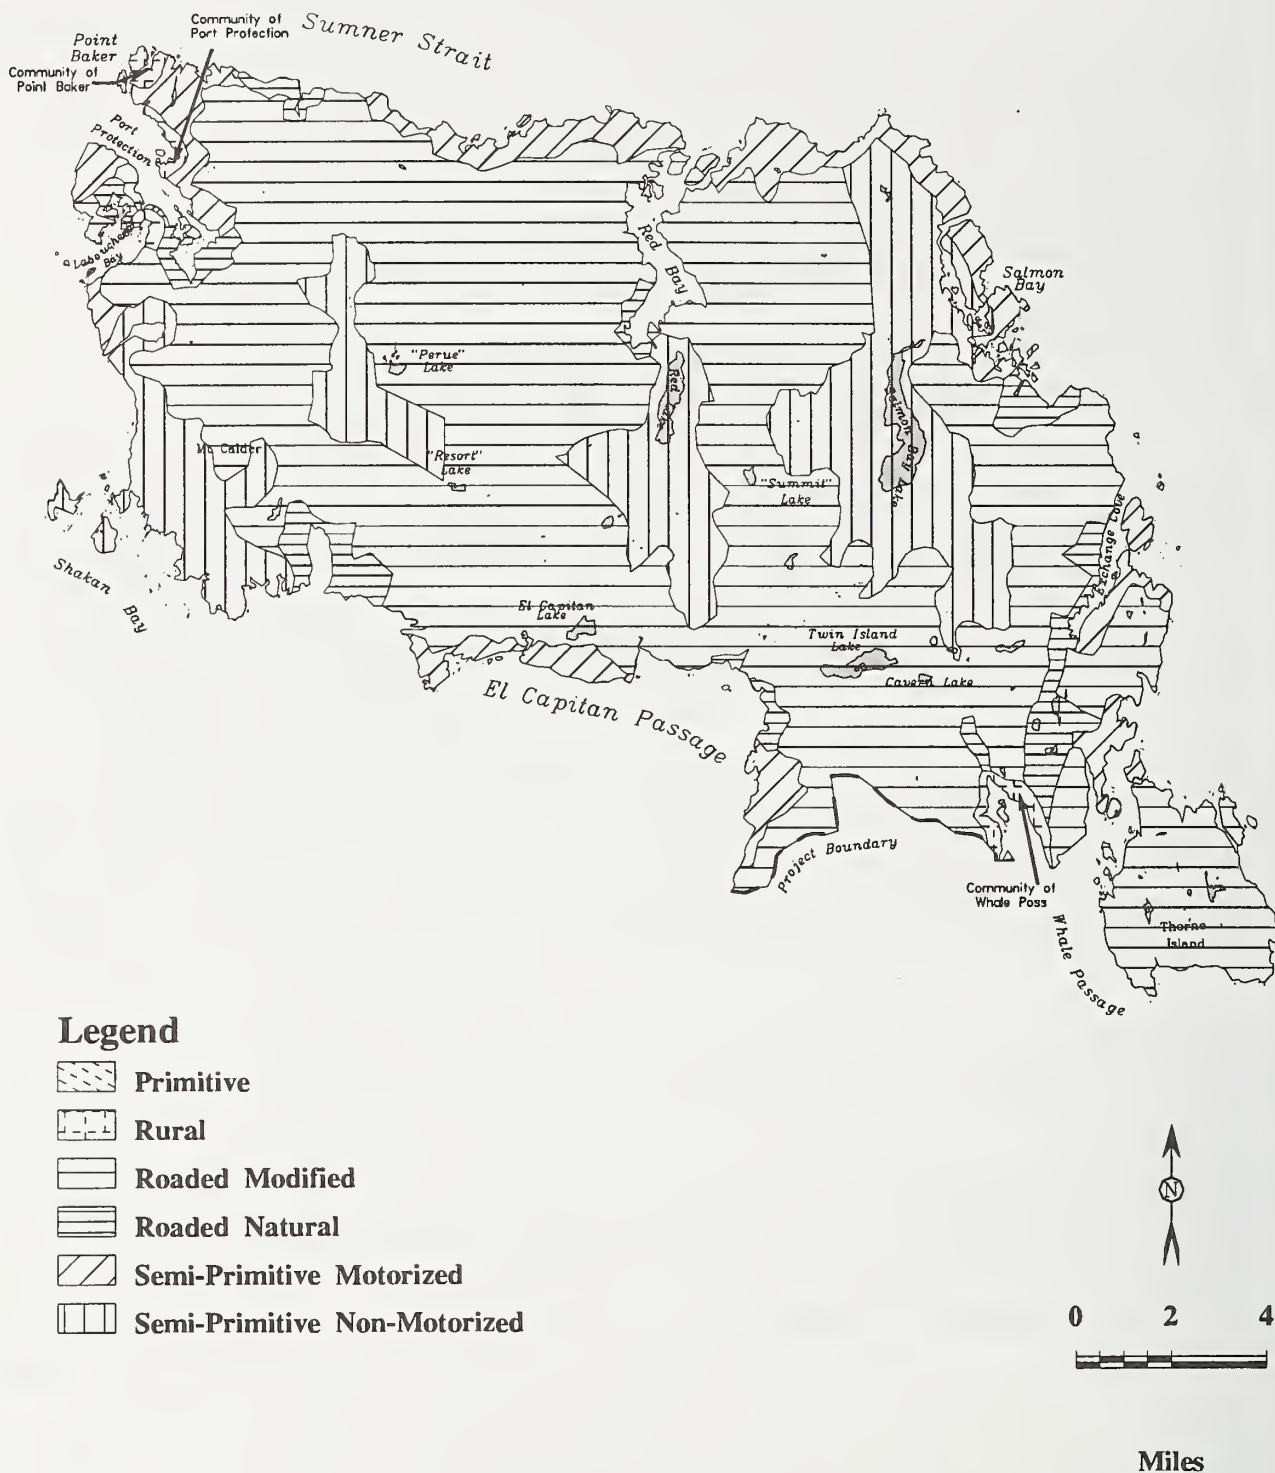 Community of
Port Protection
Sumner Strait
Point
Baker
Community of
Point Baker
Port
Protection
Labouchere
Bay
Red Bay
Salmon
Bay
"Perue"
Lake
Red Lake
Salmon Bay Lake
Mt Calder
"Resort"
Lake
"Summit"
Lake
Exchange Cove
Shakan Bay
El Capitan
Lake
Twin Island
Lake
Cavern Lake
El Capitan Passage
Project Boundary
Community of
Whale Pass
Whale Passage
Thorne
Island
Legend
Primitive
Rural
Roaded Modified
Roaded Natural
Semi-Primitive Motorized
Semi-Primitive Non-Motorized
N
0 2 4
Miles